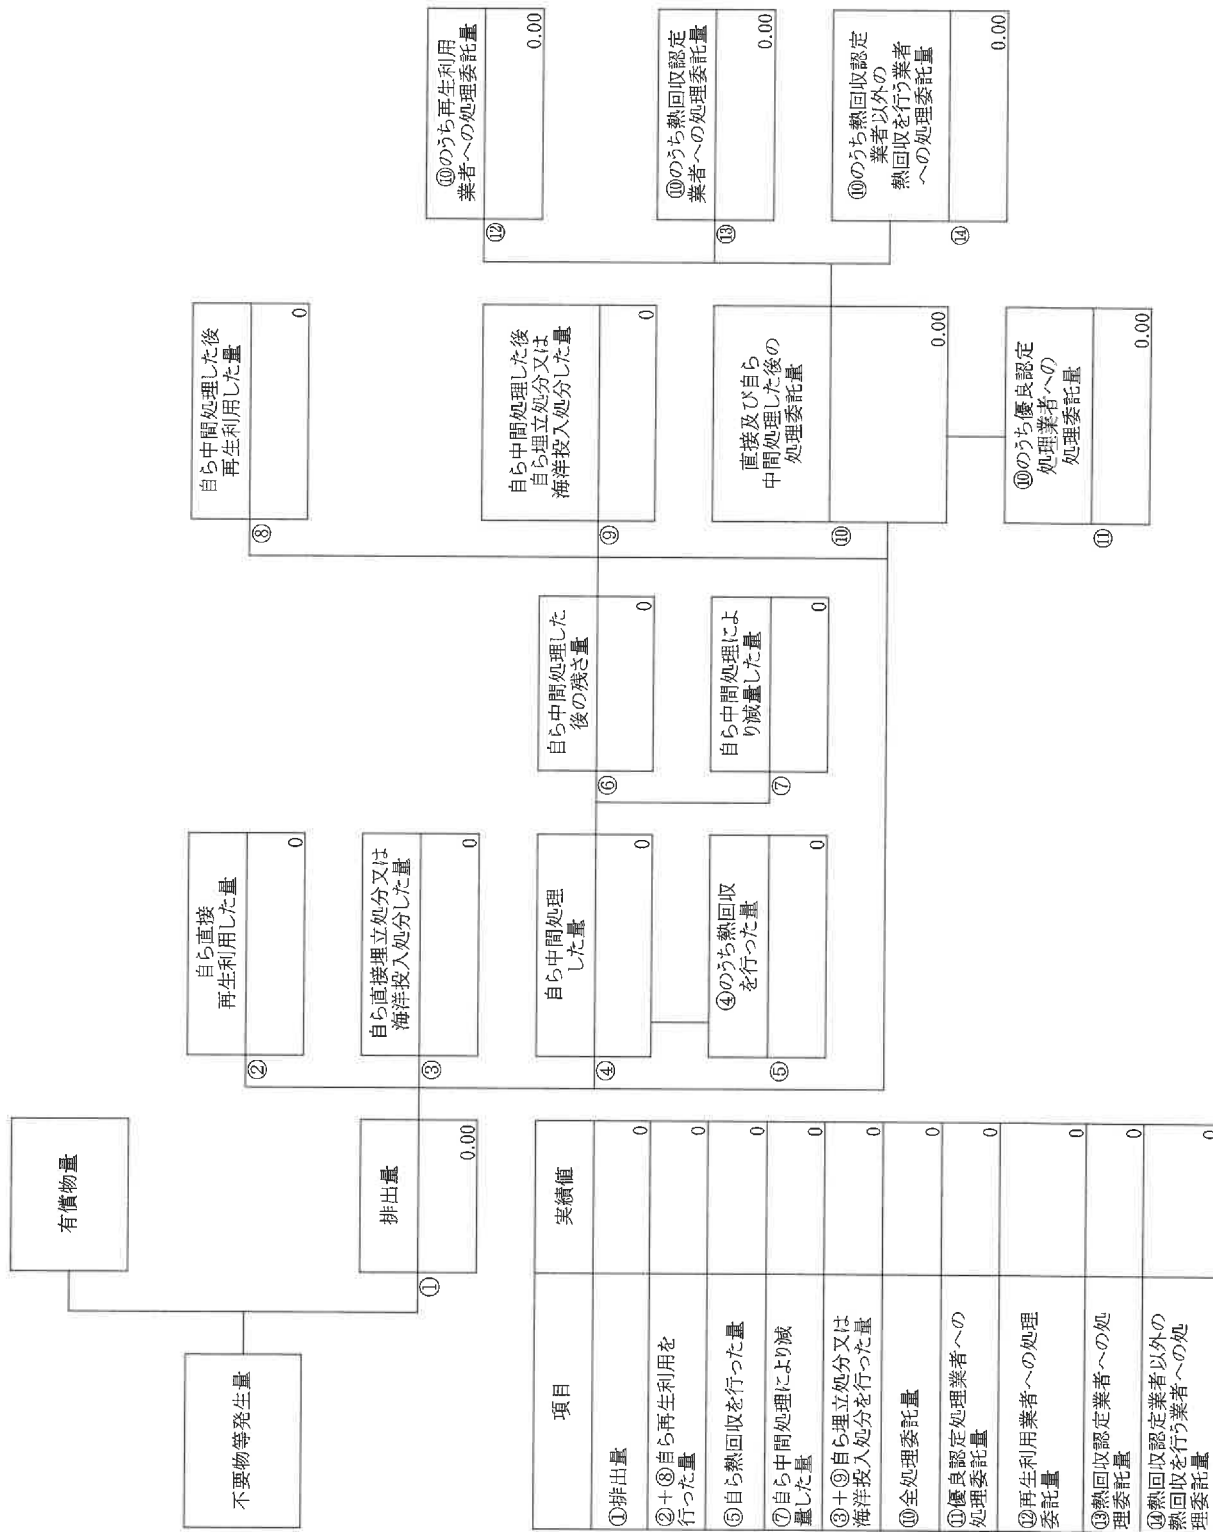 不要物等発生量
有償物量
排出量
①
0.00
②
自ら直接
再生利用した量
0
③
自ら直接埋立処分又は
海洋投入処分した量
0
④
自ら中間処理
した量
0
⑤
④のうち熱回収
を行った量
0
⑥
自ら中間処理した
後の残さ量
0
⑦
自ら中間処理によ
り減量した量
0
⑧
自ら中間処理した後
再生利用した量
0
⑨
自ら中間処理した後
自ら埋立処分又は
海洋投入処分した量
0
⑩
直接及び自ら
中間処理した後の
処理委託量
0.00
⑪
⑩のうち優良認定
処理業者への
処理委託量
0.00
⑫
⑩のうち再生利用
業者への処理委託量
0.00
⑬
⑩のうち熱回収認定
業者への処理委託量
0.00
⑭
⑩のうち熱回収認定
業者以外の
熱回収を行う業者
への処理委託量
0.00
項目 実績値
①排出量 0
②+⑧自ら再生利用を
行った量 0
⑤自ら熱回収を行った量 0
⑦自ら中間処理により減
量した量 0
③+⑨自ら埋立処分又は
海洋投入処分を行った量 0
⑩全処理委託量 0
⑪優良認定処理業者への
処理委託量 0
⑫再生利用業者への処理
委託量 0
⑬熱回収認定業者への処
理委託量 0
⑭熱回収認定業者以外の
熱回収を行う業者への処
理委託量 0